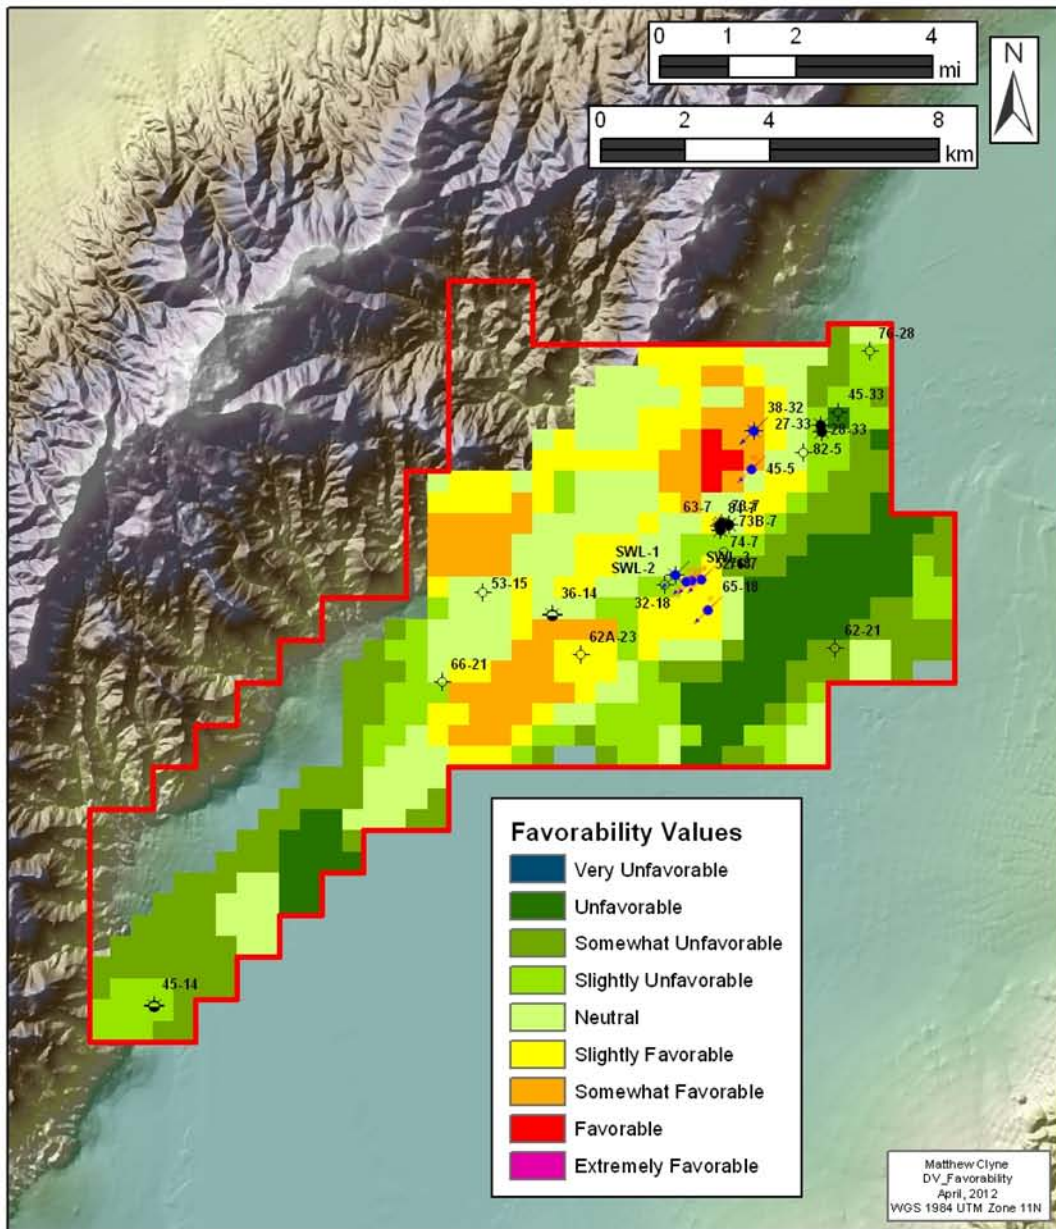 0 1 2 4
mi
N
0 2 4 8
km
76-28
45-33
38-32
27-33
28-33
82-5
45-5
63-7
73B-7
74-7
SWL-1
SWL-3
SWL-2
65-18
53-15
36-14
32-18
62A-23
62-21
66-21
45-14
Favorability Values
Very Unfavorable
Unfavorable
Somewhat Unfavorable
Slightly Unfavorable
Neutral
Slightly Favorable
Somewhat Favorable
Favorable
Extremely Favorable
Matthew Clyne
DV_Favorability
April, 2012
WGS 1984 UTM Zone 11N